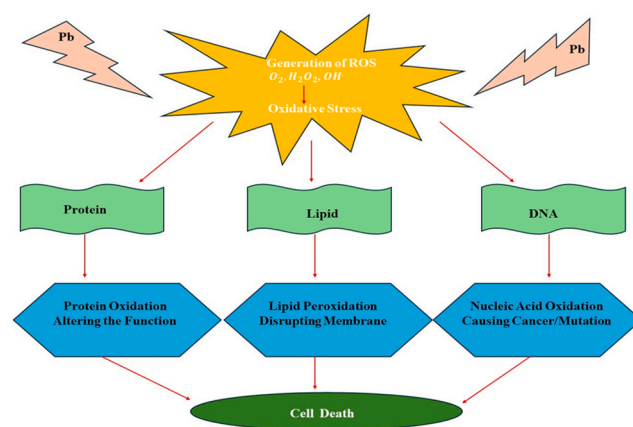 Pb
Generation of ROS
O2, H2O2, OH
Oxidative Stress
Pb
Protein
Lipid
DNA
Protein Oxidation
Altering the Function
Lipid Peroxidation
Disrupting Membrane
Nucleic Acid Oxidation
Causing Cancer/Mutation
Cell Death